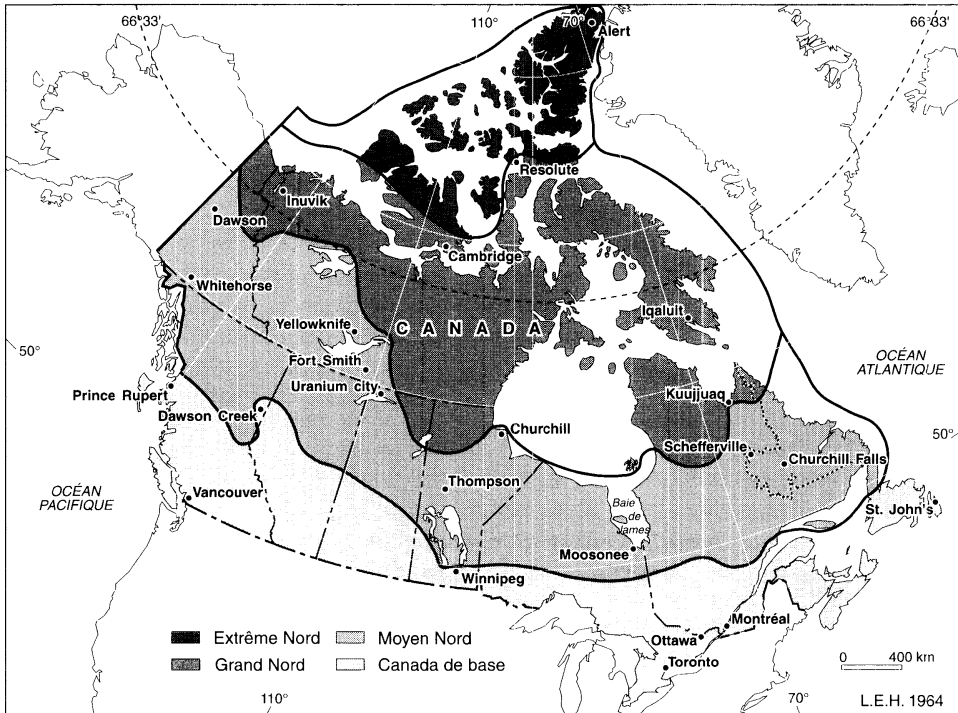 66°33'
110°
70°
66°33'
Alert
Resolute
Inuvik
Dawson
Cambridge
Whitehorse
Iqaluit
Yellowknife
CANADA
50°
Fort Smith
OCÉAN
ATLANTIQUE
Uranium city
Prince Rupert
Kuujjuaq
Dawson Creek
Churchill
50°
Schefferville
Churchill Falls
Thompson
OCÉAN
PACIFIQUE
Vancouver
Baie
de
James
St. John's
Moosonee
Winnipeg
Extrême Nord
Moyen Nord
Montréal
Ottawa
Grand Nord
Canada de base
Toronto
0 400 km
110°
70°
L.E.H. 1964